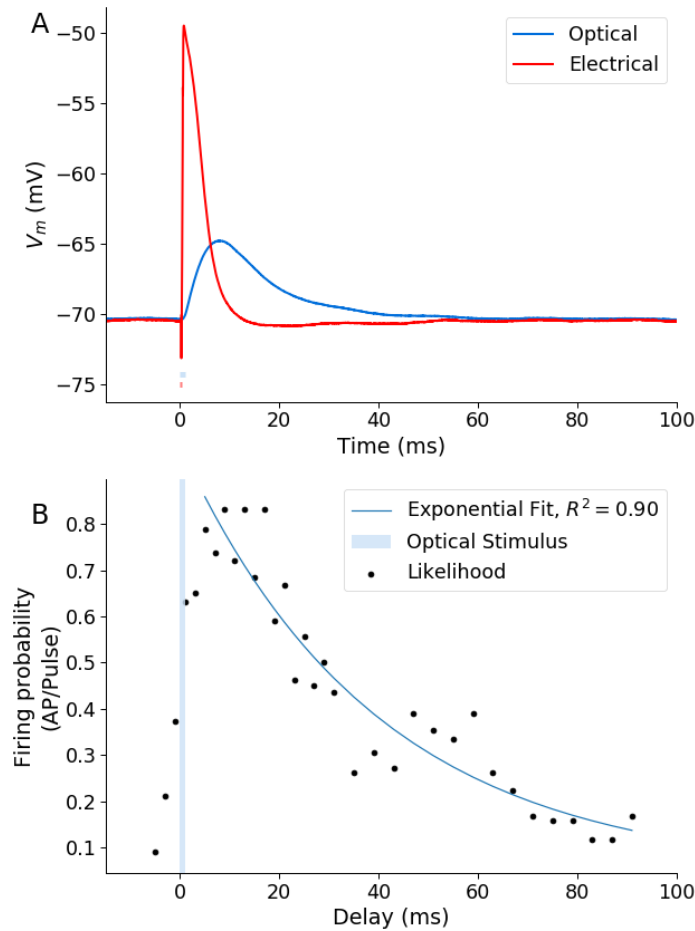 A
−50
−55
−60
−65
−70
−75
V_m (mV)
Optical
Electrical
0
20
40
60
80
100
Time (ms)
B
0.8
0.7
0.6
0.5
0.4
0.3
0.2
0.1
Firing probability
(AP/Pulse)
Exponential Fit, R² = 0.90
Optical Stimulus
Likelihood
0
20
40
60
80
100
Delay (ms)